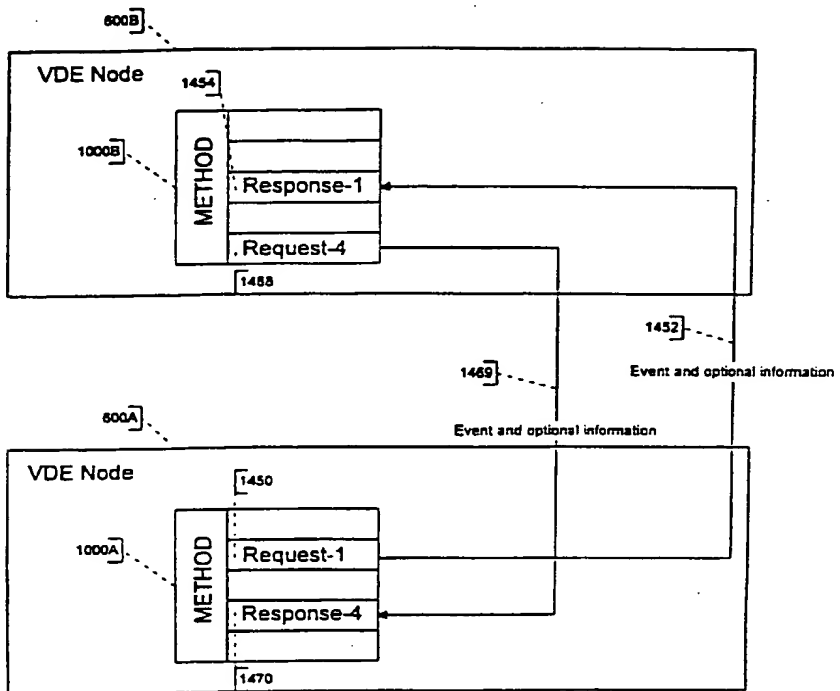 600B
VDE Node
1454
1000B
METHOD
Response-1
Request-4
1468
1452
Event and optional information
1469
600A
Event and optional information
VDE Node
1450
1000A
METHOD
Request-1
Response-4
1470